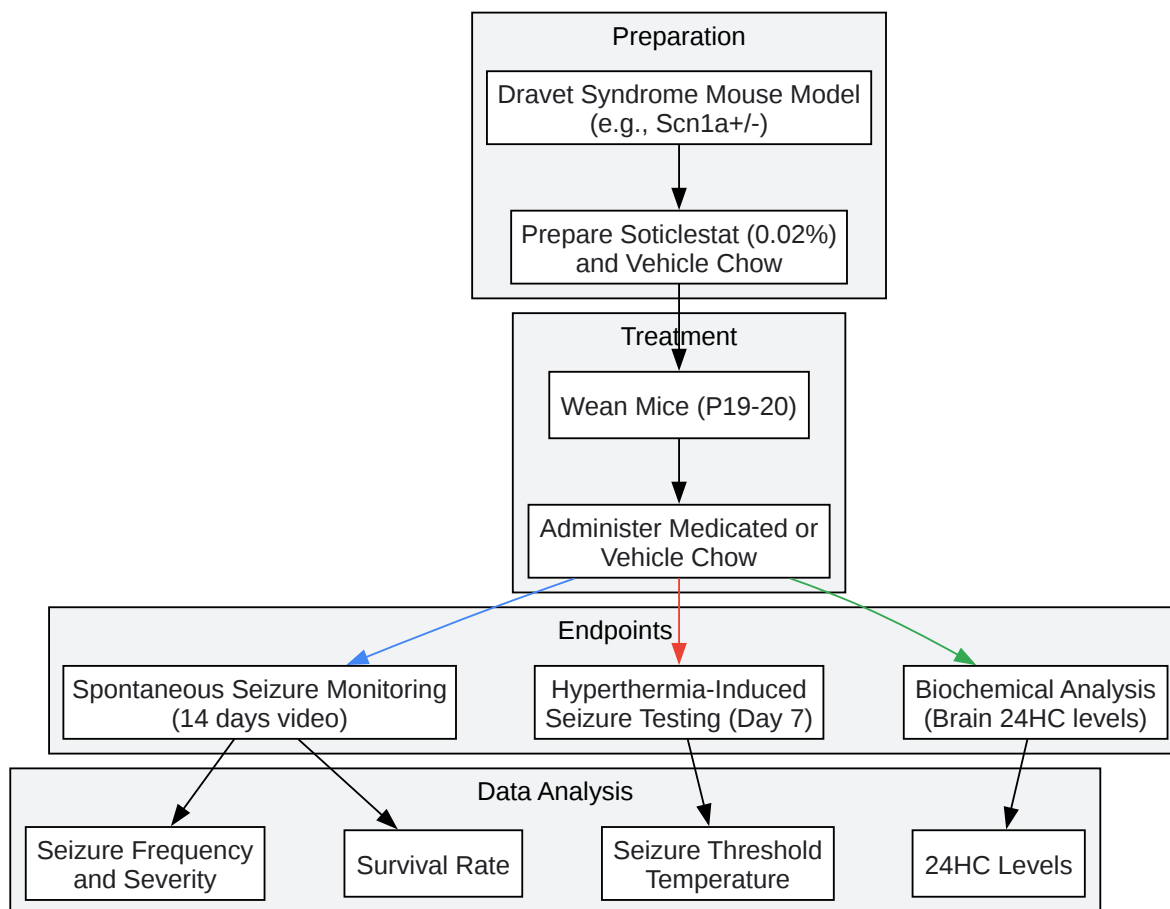 Preparation
Dravet Syndrome Mouse Model
(e.g., Scn1a+/-)
Prepare Soticlestat (0.02%)
and Vehicle Chow
Treatment
Wean Mice (P19-20)
Administer Medicated or
Vehicle Chow
Endpoints
Spontaneous Seizure Monitoring
(14 days video)
Hyperthermia-Induced
Seizure Testing (Day 7)
Biochemical Analysis
(Brain 24HC levels)
Data Analysis
Seizure Frequency
and Severity
Survival Rate
Seizure Threshold
Temperature
24HC Levels